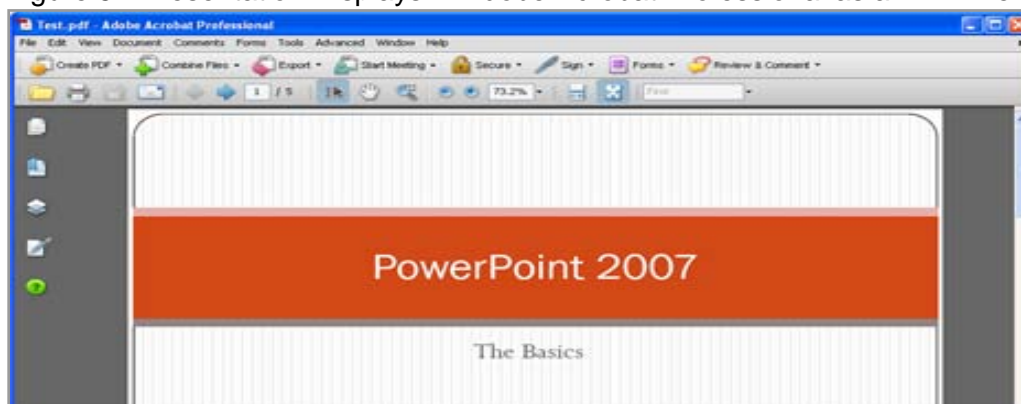 Test.pdf - Adobe Acrobat Professional
File Edit View Document Comments Forms Tools Advanced Window Help
Create PDF Combine Files Export Start Meeting Secure Sign Forms Review & Comment
1 / 5 73.2% Find
PowerPoint 2007
The Basics